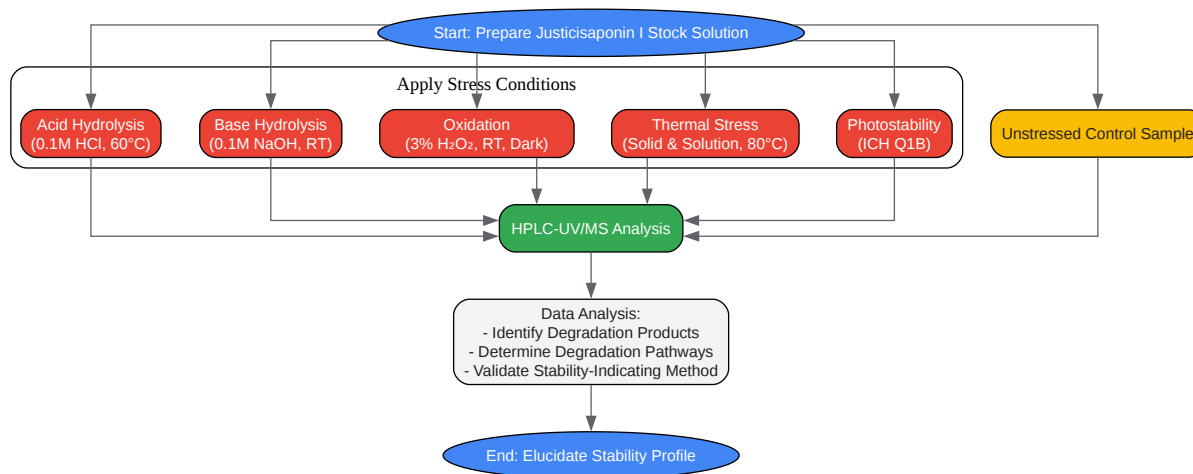 Start: Prepare Justicisaponin I Stock Solution
Apply Stress Conditions
Acid Hydrolysis
(0.1M HCl, 60°C)
Base Hydrolysis
(0.1M NaOH, RT)
Oxidation
(3% H₂O₂, RT, Dark)
Thermal Stress
(Solid & Solution, 80°C)
Photostability
(ICH Q1B)
Unstressed Control Sample
HPLC-UV/MS Analysis
Data Analysis:
- Identify Degradation Products
- Determine Degradation Pathways
- Validate Stability-Indicating Method
End: Elucidate Stability Profile